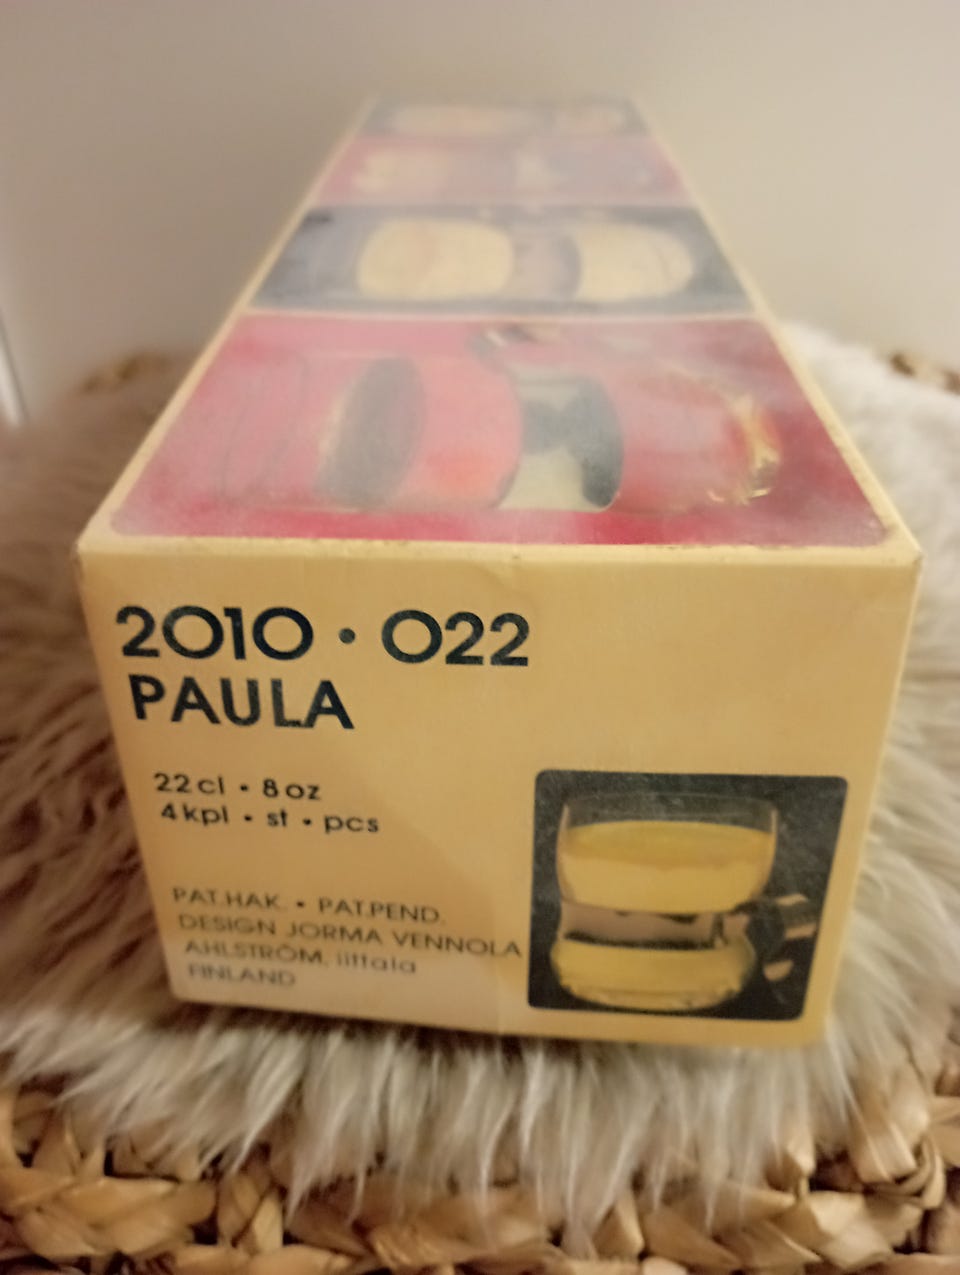 2010 • 022
PAULA
22 cl • 8 oz
4 kpl • st • pcs
PAT.HAK. • PAT.PEND.
DESIGN JORMA VENNOLA
AHLSTRÖM, iittala
FINLAND